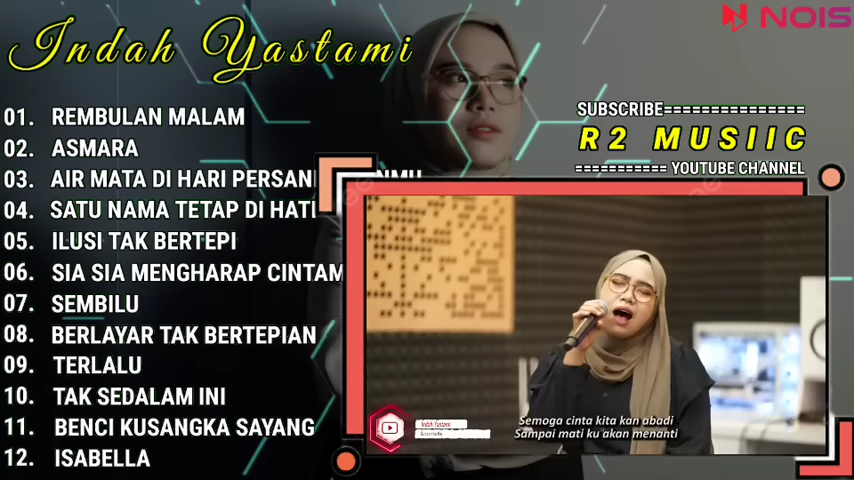 Indah Yastami
NOIS
SUBSCRIBE===============
R2 MUSIIC
=========== YOUTUBE CHANNEL
01. REMBULAN MALAM
02. ASMARA
03. AIR MATA DI HARI PERSAN
04. SATU NAMA TETAP DI HATI
05. ILUSI TAK BERTEPI
06. SIA SIA MENGHARAP CINTAM
07. SEMBILU
08. BERLAYAR TAK BERTEPIAN
09. TERLALU
10. TAK SEDALAM INI
11. BENCI KUSANGKA SAYANG
12. ISABELLA
Indah Yastami
Semoga cinta kita kan abadi
Sampai mati ku akan menanti